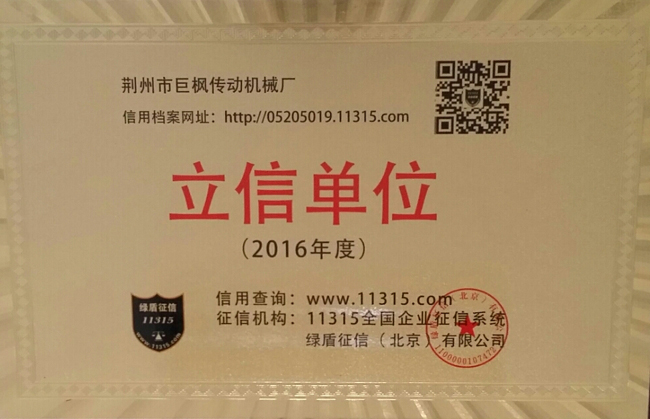 荆州市巨枫传动机械厂
信用档案网址：http://05205019.11315.com
立信单位
（2016年度）
信用查询：www.11315.com
征信机构：11315全国企业征信系统
绿盾征信（北京）有限公司
绿盾征信
11315
www.11315.com